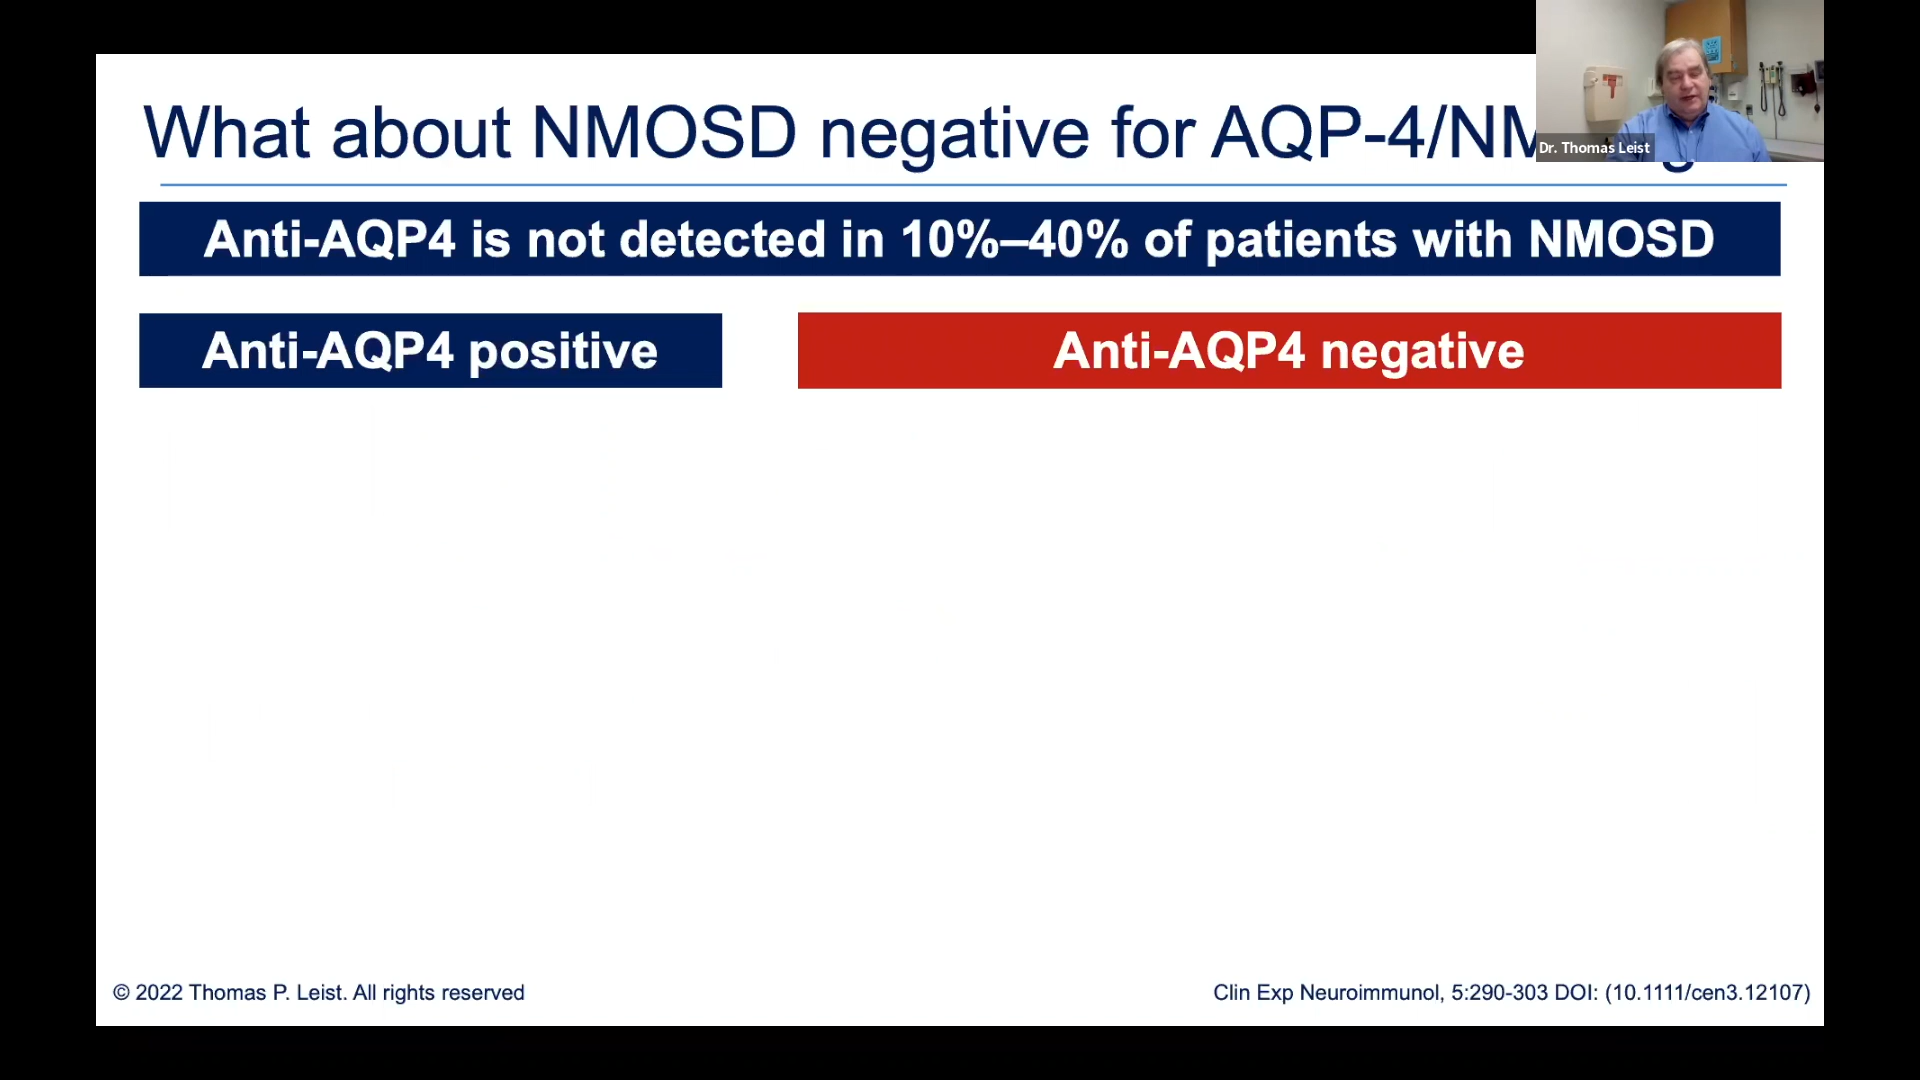 What about NMOSD negative for AQP-4/NM
Dr. Thomas Leist
Anti-AQP4 is not detected in 10%–40% of patients with NMOSD
Anti-AQP4 positive
Anti-AQP4 negative
© 2022 Thomas P. Leist. All rights reserved
Clin Exp Neuroimmunol, 5:290-303 DOI: (10.1111/cen3.12107)